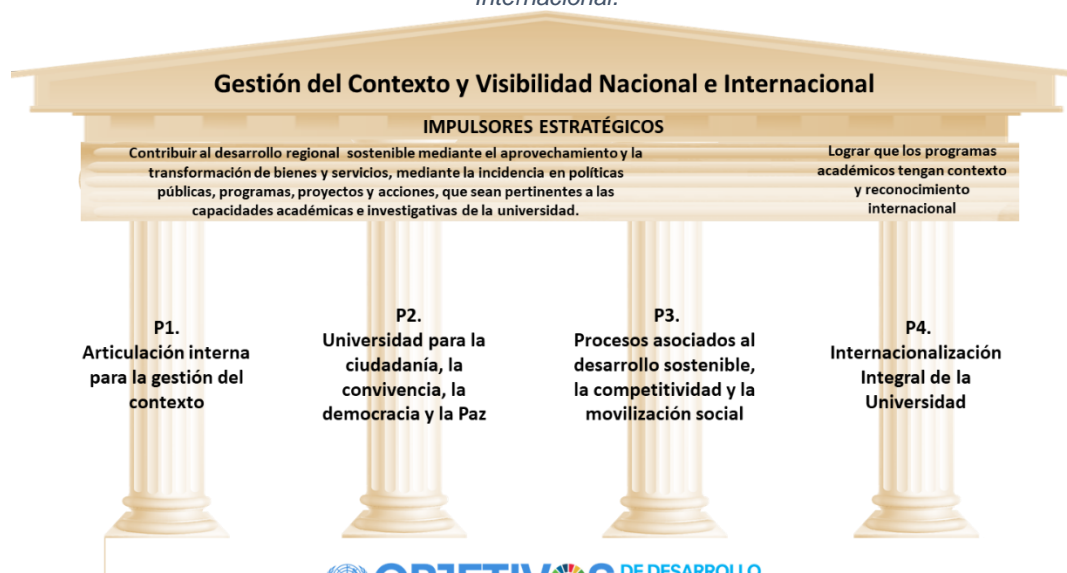 Internacional.
Gestión del Contexto y Visibilidad Nacional e Internacional
IMPULSORES ESTRATÉGICOS
Contribuir al desarrollo regional sostenible mediante el aprovechamiento y la
transformación de bienes y servicios, mediante la incidencia en políticas
públicas, programas, proyectos y acciones, que sean pertinentes a las
capacidades académicas e investigativas de la universidad.
Lograr que los programas
académicos tengan contexto
y reconocimiento
internacional
P1.
Articulación interna
para la gestión del
contexto
P2.
Universidad para la
ciudadanía, la
convivencia, la
democracia y la Paz
P3.
Procesos asociados al
desarrollo sostenible,
la competitividad y la
movilización social
P4.
Internacionalización
Integral de la
Universidad
OBJETIVOS DE DESARROLLO